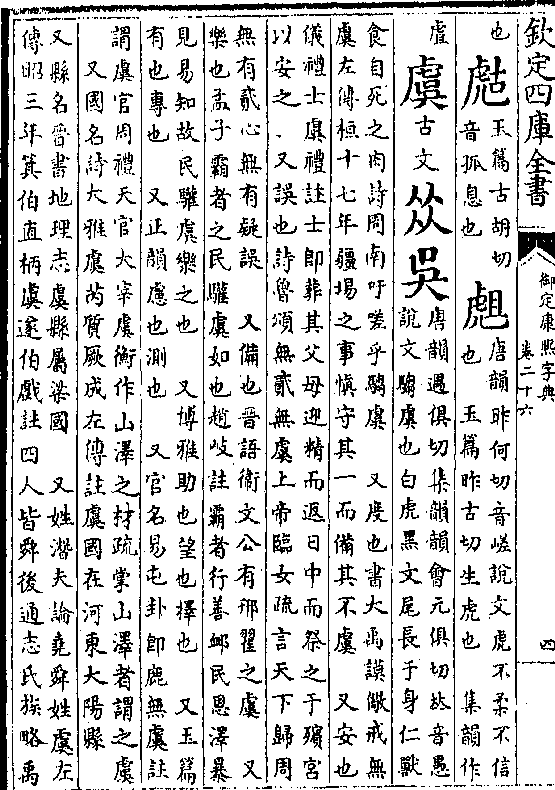 欽定四庫全書
御定康熙字典
卷二十六
四
也 䖜 玉篇古胡切音孤息也 䖕 唐韻昨何切音嵯說文虎不柔不信也 玉篇昨古切生虎也 集韻作
虘 虞 古文 吳 唐韻遇俱切集韻韻會元俱切𠀤音愚說文騶虞也白虎黑文尾長于身仁獸
食自死之肉詩周南吁嗟乎騶虞 又度也書大禹謨儆戒無
虞左傳桓十七年疆埸之事愼守其一而備其不虞 又安也
儀禮士虞禮註士卽葬其父母迎精而返日中而祭之于殯宮
以安之 又誤也詩魯頌無貳無虞上帝臨女疏言天下歸周
無有貳心無有疑誤 又備也晉語衞文公有邢翟之虞 又
樂也孟子霸者之民驩虞如也趙岐註霸者行善䘏民恩澤暴
見易知故民驩虞樂之也 又博雅助也望也擇也 又玉篇
有也專也 又正韻慮也測也 又官名易屯卦卽鹿無虞註
謂虞官周禮天官大宰虞衡作山澤之材疏掌山澤者謂之虞
又國名詩大雅虞芮質厥成左傳註虞國在河東大陽縣
又縣名晉書地理志虞縣屬梁國 又姓潛夫論堯舜姓虞左
傳昭三年箕伯直柄虞遂伯戲註四人皆舜後通志氏族略禹